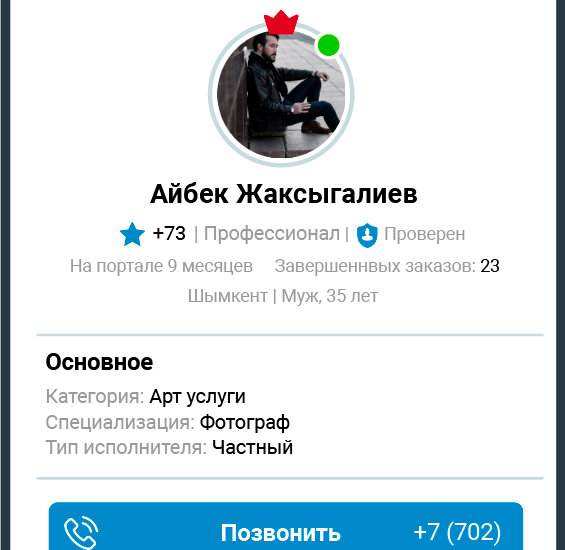 Айбек Жаксыгалиев
+73 | Профессионал | Проверен
На портале 9 месяцев Завершеннвых заказов: 23
Шымкент | Муж, 35 лет
Основное
Категория: Арт услуги
Специализация: Фотограф
Тип исполнителя: Частный
Позвонить +7 (702)